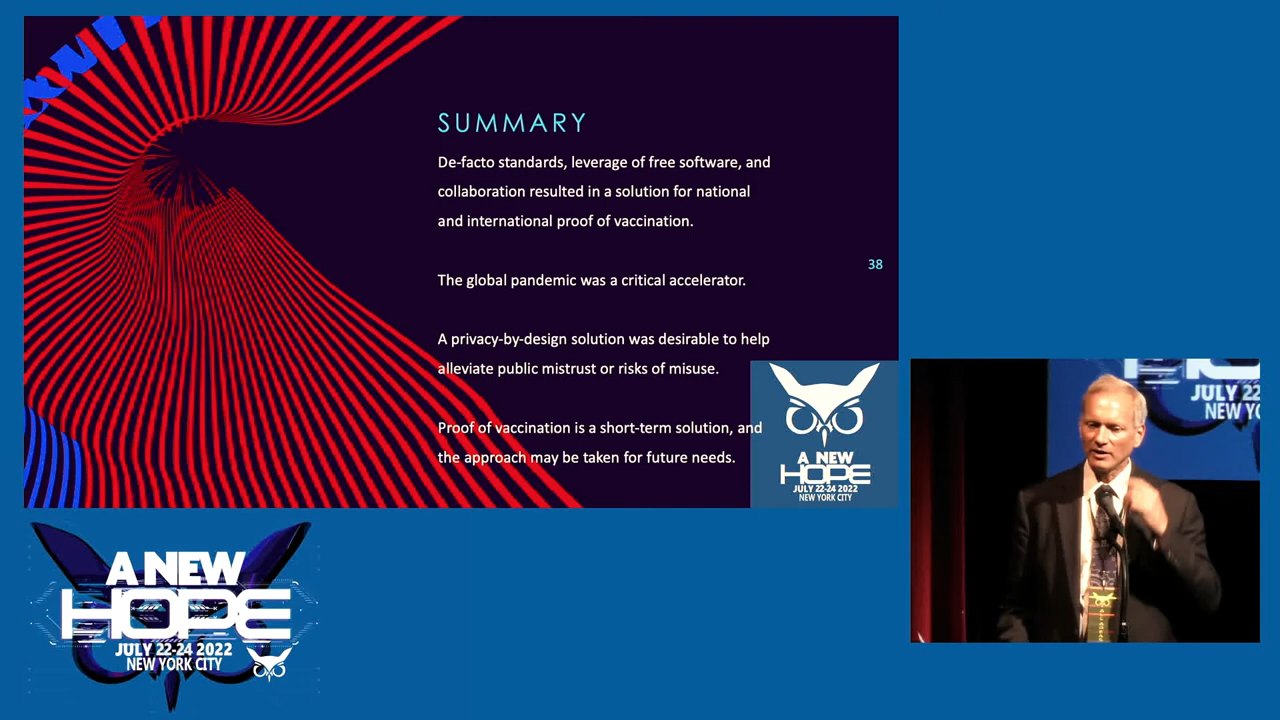 SUMMARY
De-facto standards, leverage of free software, and
collaboration resulted in a solution for national
and international proof of vaccination.
38
The global pandemic was a critical accelerator.
A privacy-by-design solution was desirable to help
alleviate public mistrust or risks of misuse.
Proof of vaccination is a short-term solution, and
the approach may be taken for future needs.
A NEW
HOPE
JULY 22-24 2022
NEW YORK CITY
A NEW
HOPE
JULY 22-24 2022
NEW YORK CITY
JULY 22
NEW YO